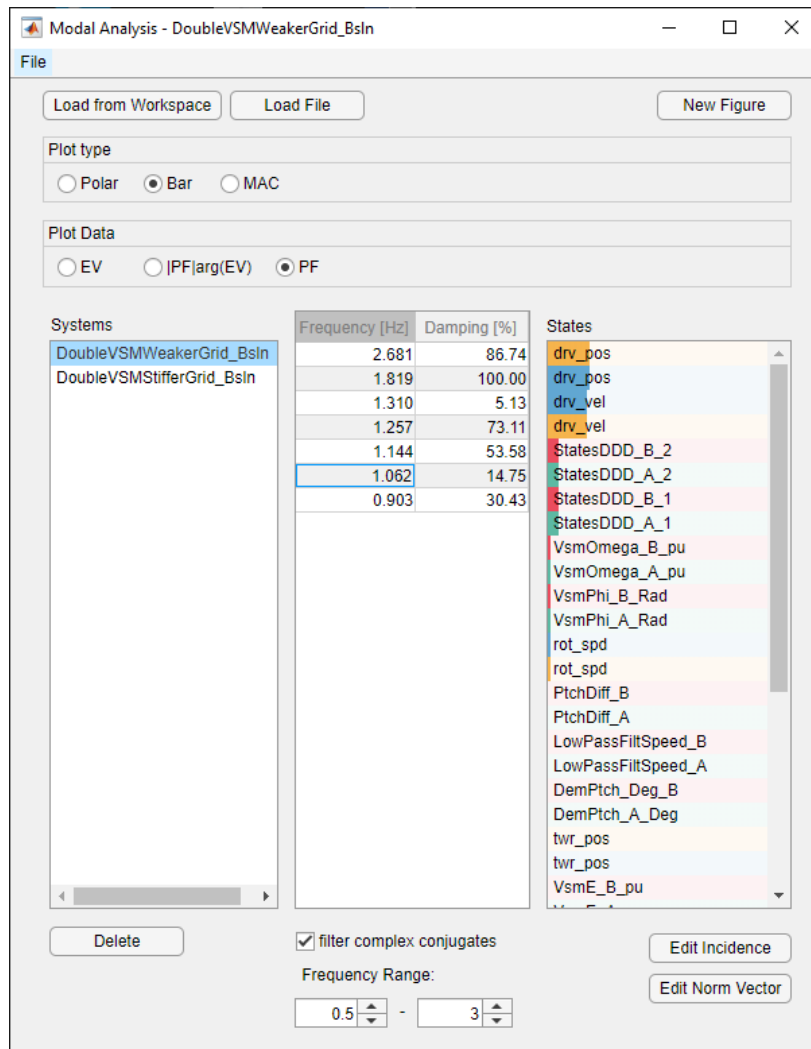 Modal Analysis - DoubleVSMWeakerGrid_BsIn
File
Load from Workspace Load File New Figure
Plot type
Polar Bar MAC
Plot Data
EV |PF|arg(EV) PF
Systems
DoubleVSMWeakerGrid_BsIn
DoubleVSMStifferGrid_BsIn
Frequency [Hz] Damping [%]
2.681 86.74
1.819 100.00
1.310 5.13
1.257 73.11
1.144 53.58
1.062 14.75
0.903 30.43
States
drv_pos
drv_pos
drv_vel
drv_vel
StatesDDD_B_2
StatesDDD_A_2
StatesDDD_B_1
StatesDDD_A_1
VsmOmega_B_pu
VsmOmega_A_pu
VsmPhi_B_Rad
VsmPhi_A_Rad
rot_spd
rot_spd
PtchDiff_B
PtchDiff_A
LowPassFiltSpeed_B
LowPassFiltSpeed_A
DemPtch_Deg_B
DemPtch_A_Deg
twr_pos
twr_pos
VsmE_B_pu
Delete
filter complex conjugates
Frequency Range:
0.5 - 3
Edit Incidence
Edit Norm Vector